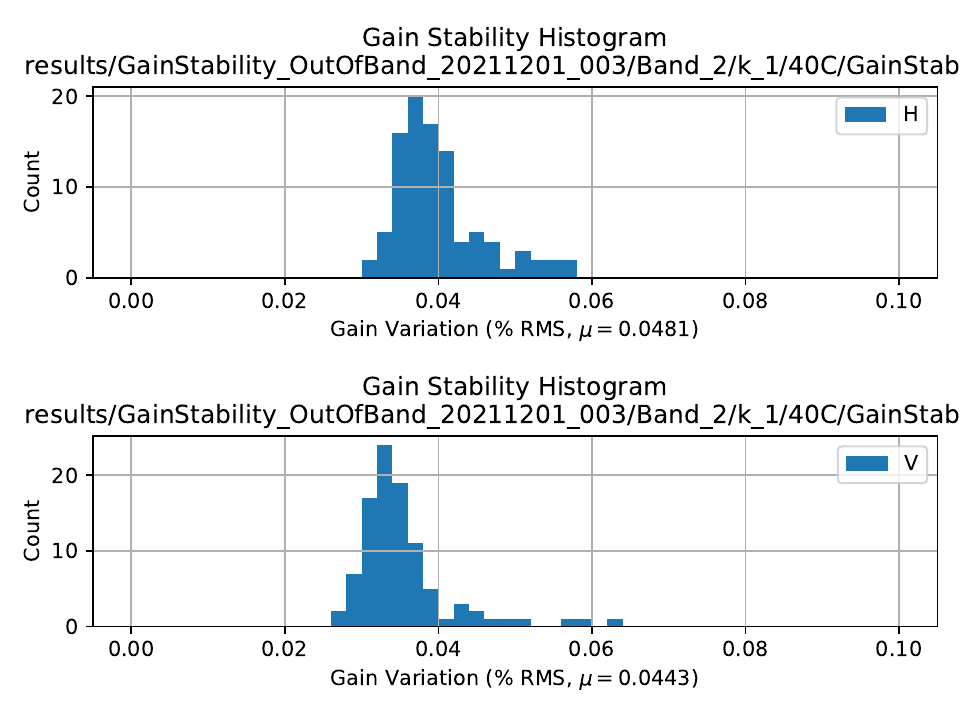 Gain Stability Histogram
results/GainStability_OutOfBand_20211201_003/Band_2/k_1/40C/GainStab
20
10
0
Count
H
0.00 0.02 0.04 0.06 0.08 0.10
Gain Variation (% RMS, μ = 0.0481)
Gain Stability Histogram
results/GainStability_OutOfBand_20211201_003/Band_2/k_1/40C/GainStab
20
10
0
Count
V
0.00 0.02 0.04 0.06 0.08 0.10
Gain Variation (% RMS, μ = 0.0443)